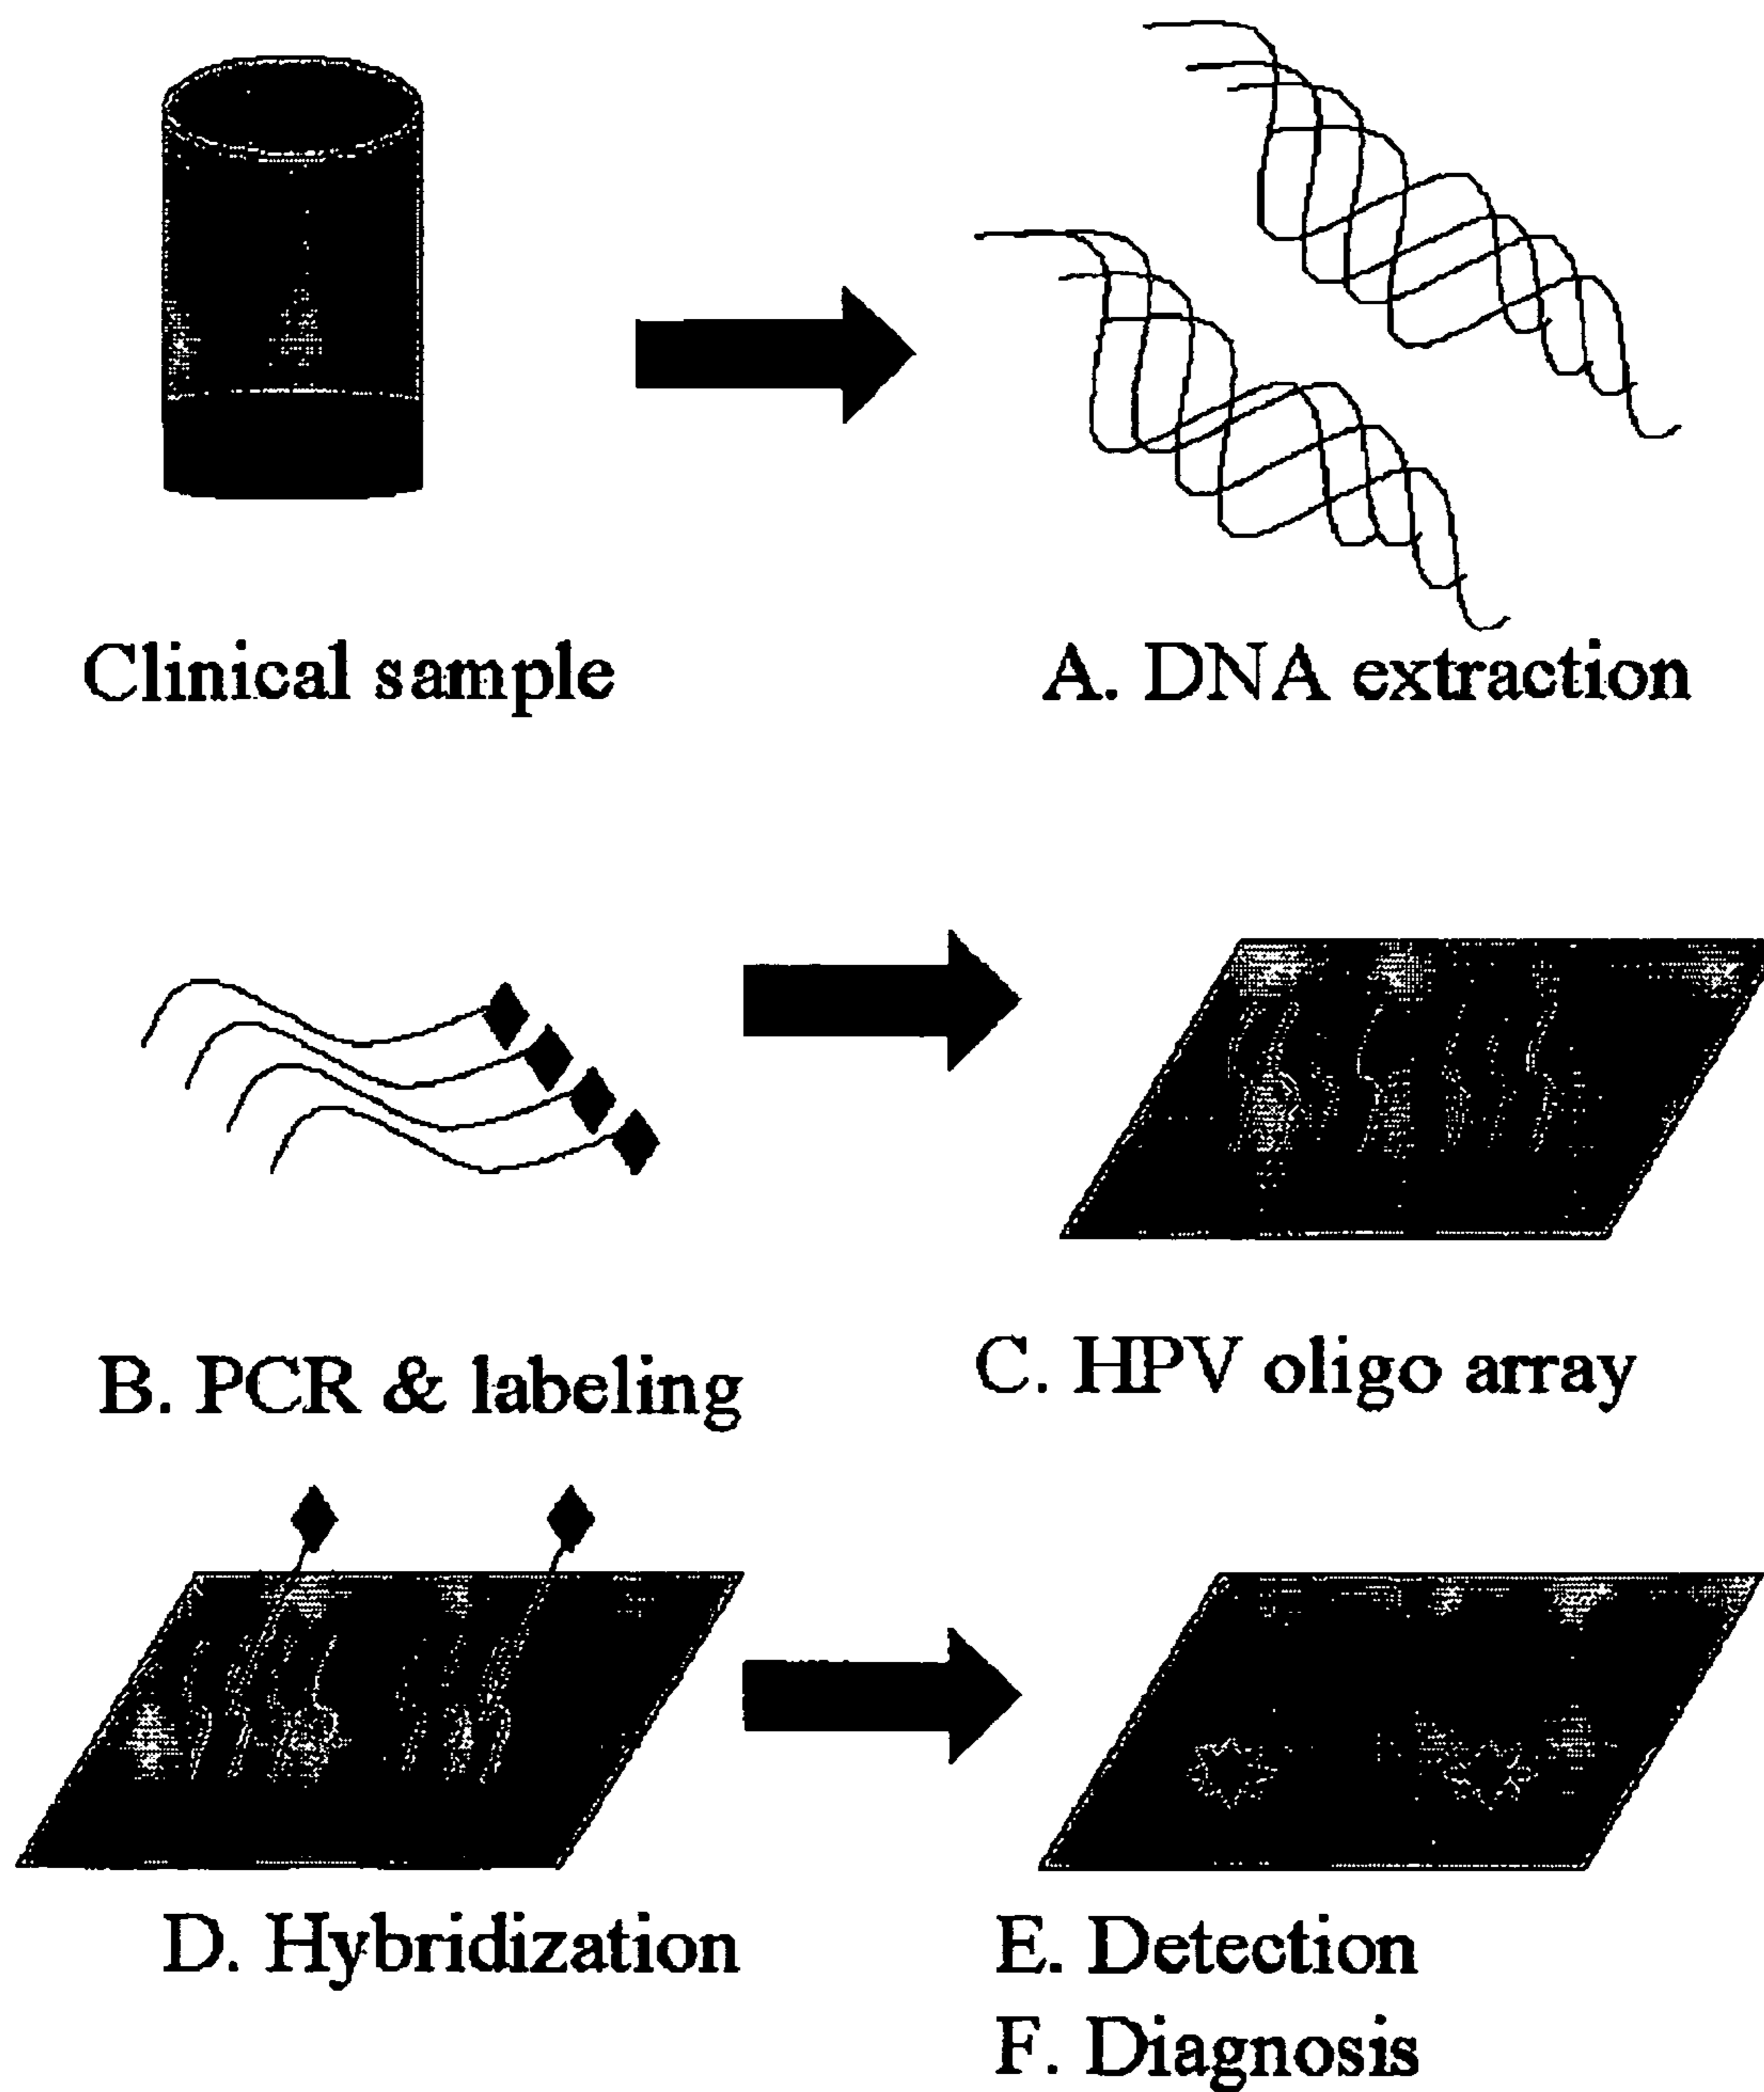 Clinical sample
A. DNA extraction
B. PCR & labeling
C. HPV oligo array
D. Hybridization
E. Detection
F. Diagnosis